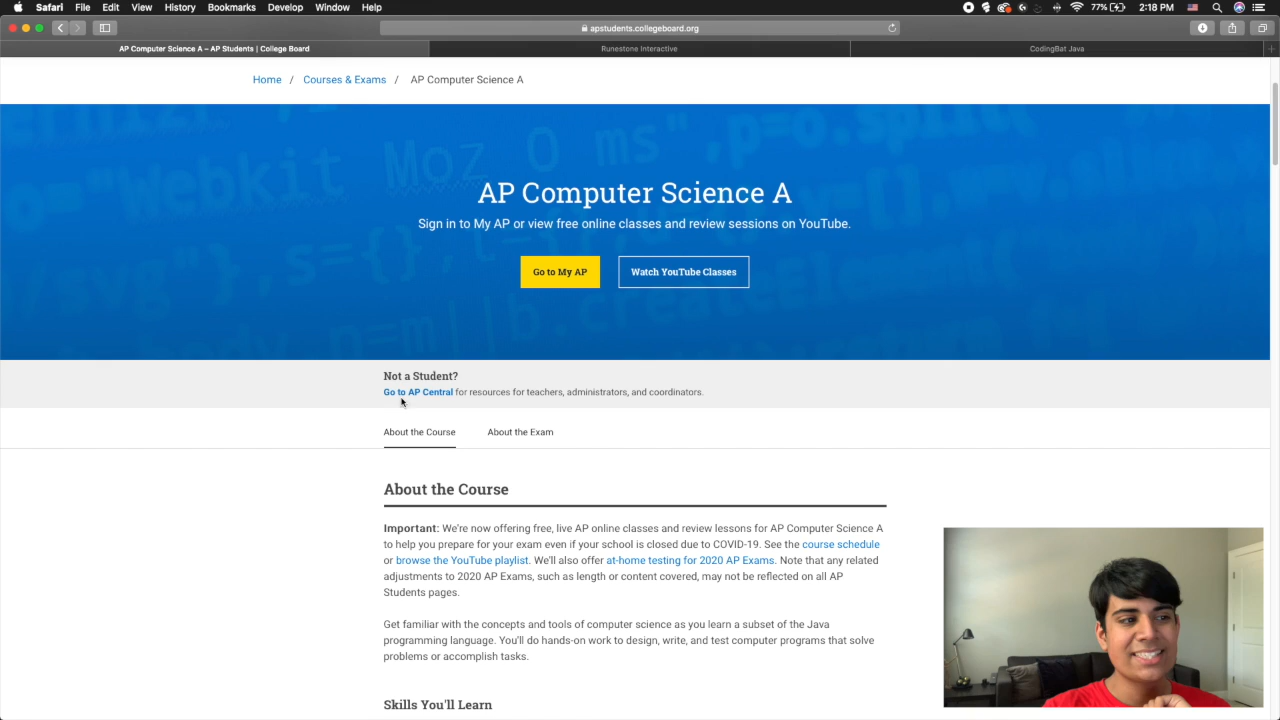 Safari File Edit View History Bookmarks Develop Window Help
77% 2:18 PM
apstudents.collegeboard.org
AP Computer Science A – AP Students | College Board
Runestone Interactive
CodingBat Java
Home / Courses & Exams / AP Computer Science A
AP Computer Science A
Sign in to My AP or view free online classes and review sessions on YouTube.
Go to My AP
Watch YouTube Classes
Not a Student?
Go to AP Central for resources for teachers, administrators, and coordinators.
About the Course
About the Exam
About the Course
Important: We're now offering free, live AP online classes and review lessons for AP Computer Science A
to help you prepare for your exam even if your school is closed due to COVID-19. See the course schedule
or browse the YouTube playlist. We'll also offer at-home testing for 2020 AP Exams. Note that any related
adjustments to 2020 AP Exams, such as length or content covered, may not be reflected on all AP
Students pages.
Get familiar with the concepts and tools of computer science as you learn a subset of the Java
programming language. You'll do hands-on work to design, write, and test computer programs that solve
problems or accomplish tasks.
Skills You'll Learn